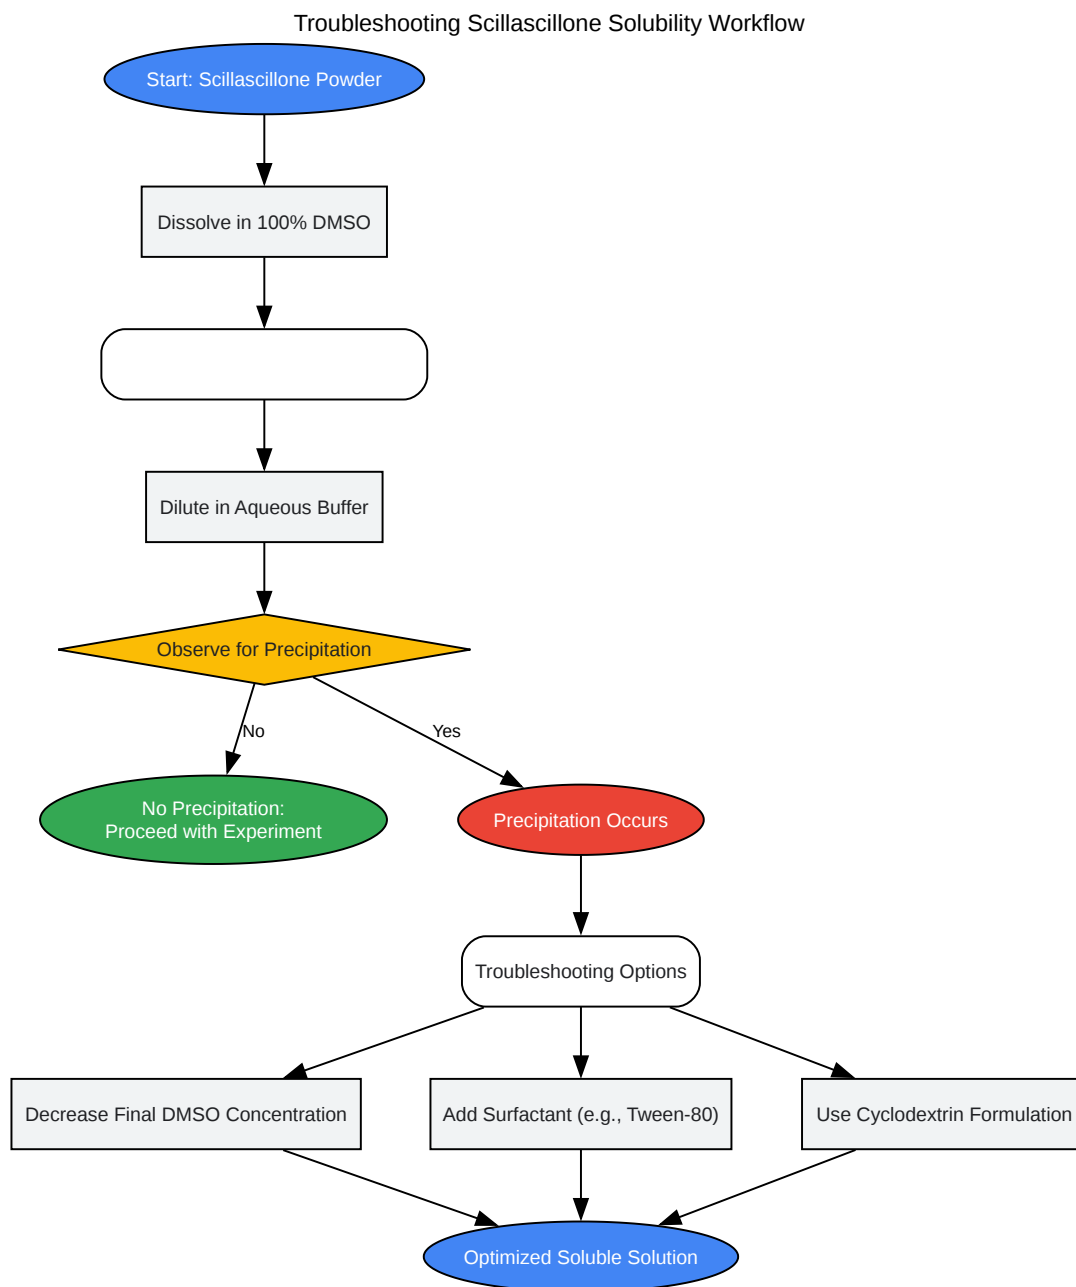 Troubleshooting Scillascillone Solubility Workflow
Start: Scillascillone Powder
Dissolve in 100% DMSO
Dilute in Aqueous Buffer
Observe for Precipitation
No
Yes
No Precipitation:
Proceed with Experiment
Precipitation Occurs
Troubleshooting Options
Decrease Final DMSO Concentration
Add Surfactant (e.g., Tween-80)
Use Cyclodextrin Formulation
Optimized Soluble Solution